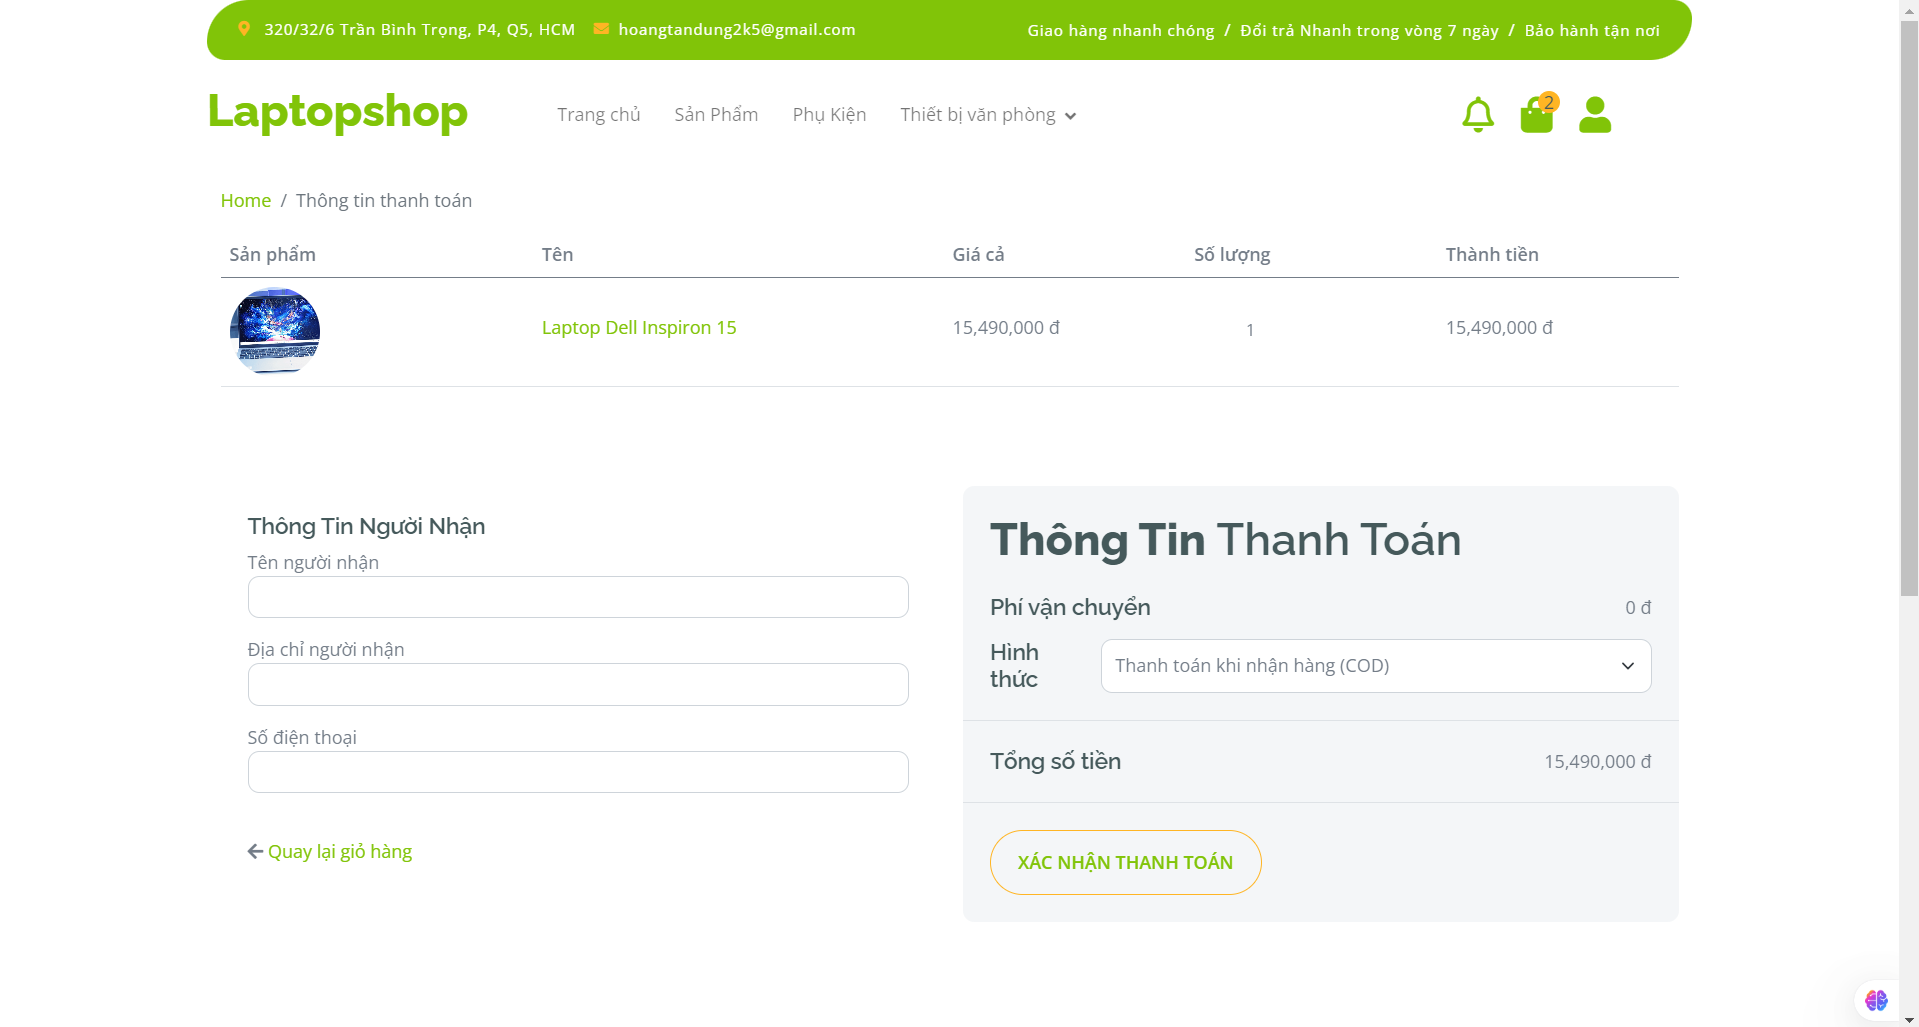 320/32/6 Trần Bình Trọng, P4, Q5, HCM hoangtandung2k5@gmail.com Giao hàng nhanh chóng / Đổi trả Nhanh trong vòng 7 ngày / Bảo hành tận nơi
Laptopshop Trang chủ Sản Phẩm Phụ Kiện Thiết bị văn phòng 2
Home / Thông tin thanh toán
Sản phẩm Tên Giá cả Số lượng Thành tiền
Laptop Dell Inspiron 15 15,490,000 đ 1 15,490,000 đ
Thông Tin Người Nhận
Tên người nhận
Địa chỉ người nhận
Số điện thoại
Quay lại giỏ hàng
Thông Tin Thanh Toán
Phí vận chuyển 0 đ
Hình thức Thanh toán khi nhận hàng (COD)
Tổng số tiền 15,490,000 đ
XÁC NHẬN THANH TOÁN